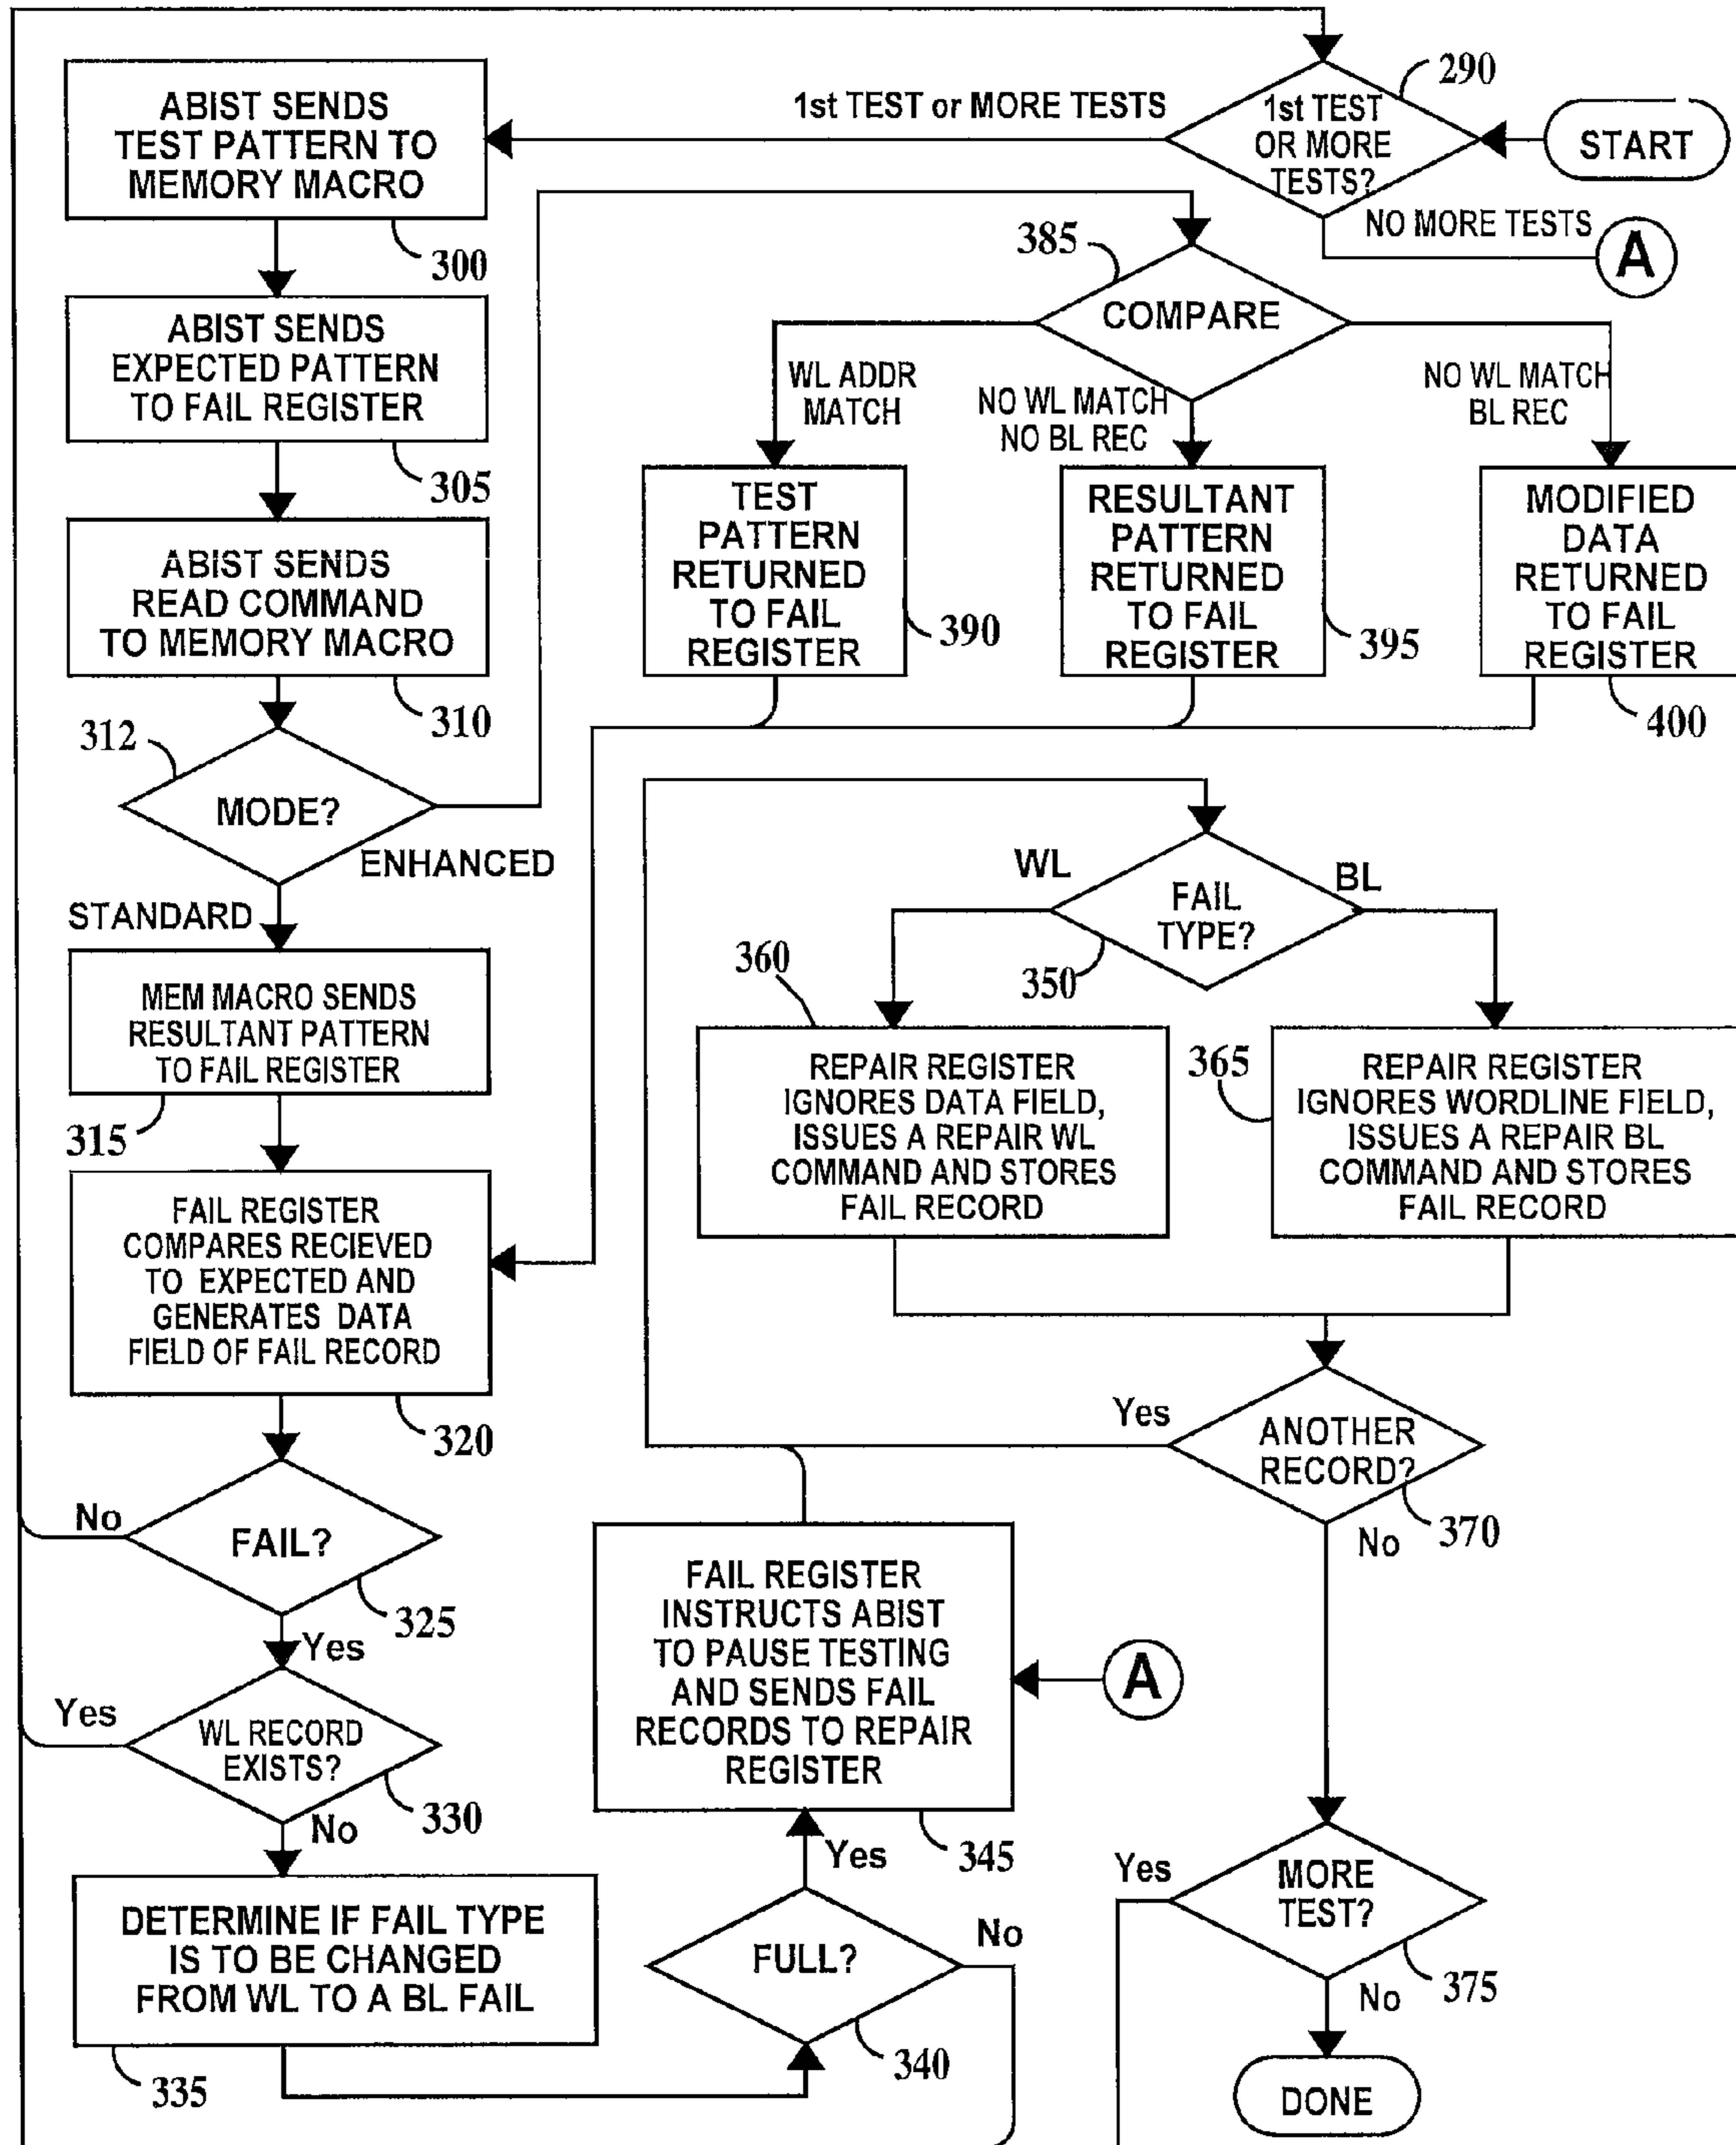 START
1st TEST
OR MORE
TESTS?
290
1st TEST or MORE TESTS
NO MORE TESTS
A
ABIST SENDS
TEST PATTERN TO
MEMORY MACRO
300
ABIST SENDS
EXPECTED PATTERN
TO FAIL REGISTER
305
ABIST SENDS
READ COMMAND
TO MEMORY MACRO
310
312
MODE?
ENHANCED
STANDARD
MEM MACRO SENDS
RESULTANT PATTERN
TO FAIL REGISTER
315
FAIL REGISTER
COMPARES RECIEVED
TO EXPECTED AND
GENERATES DATA
FIELD OF FAIL RECORD
320
No
FAIL?
325
Yes
Yes
WL RECORD
EXISTS?
330
No
DETERMINE IF FAIL TYPE
IS TO BE CHANGED
FROM WL TO A BL FAIL
335
385
COMPARE
WL ADDR
MATCH
NO WL MATCH
NO BL REC
NO WL MATCH
BL REC
TEST
PATTERN
RETURNED
TO FAIL
REGISTER
390
RESULTANT
PATTERN
RETURNED
TO FAIL
REGISTER
395
MODIFIED
DATA
RETURNED
TO FAIL
REGISTER
400
WL
FAIL
TYPE?
BL
350
360
REPAIR REGISTER
IGNORES DATA FIELD,
ISSUES A REPAIR WL
COMMAND AND STORES
FAIL RECORD
365
REPAIR REGISTER
IGNORES WORDLINE FIELD,
ISSUES A REPAIR BL
COMMAND AND STORES
FAIL RECORD
Yes
ANOTHER
RECORD?
370
No
FAIL REGISTER
INSTRUCTS ABIST
TO PAUSE TESTING
AND SENDS FAIL
RECORDS TO REPAIR
REGISTER
345
A
Yes
FULL?
No
340
Yes
MORE
TEST?
375
No
DONE